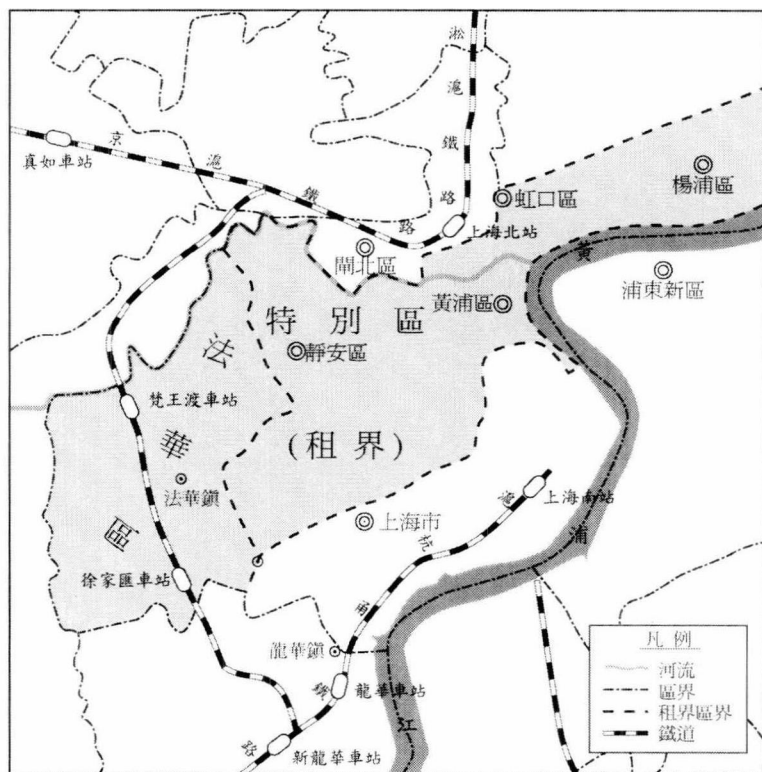 淞滬鐵路
京滬鐵路
真如車站
楊浦區
虹口區
上海北站
閘北區
黃
浦東新區
黃浦區
特別區
法華區
靜安區
梵王渡車站
(租界)
法華鎮
滬杭甬鐵路
上海南站
上海市
浦
徐家匯車站
龍華鎮
龍華車站
江
新龍華車站
凡例
河流
區界
租界區界
鐵道